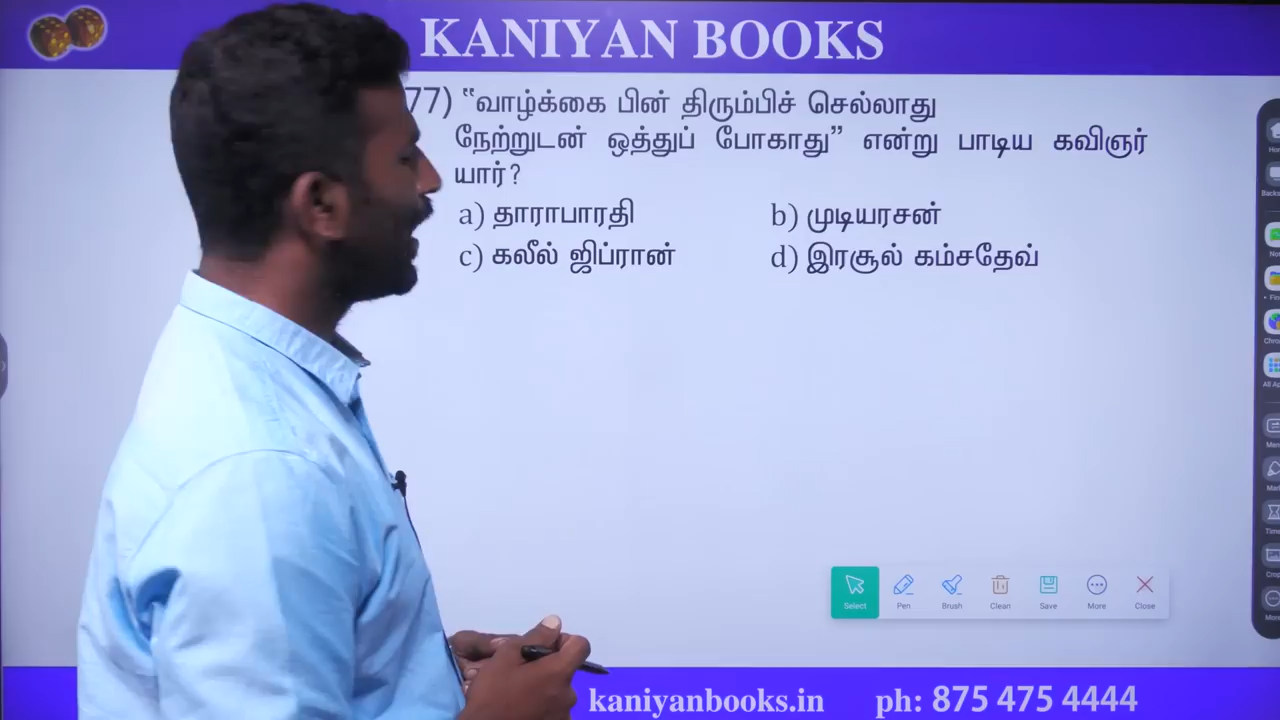 KANIYAN BOOKS
77) “வாழ்க்கை பின் திரும்பிச் செல்லாது
நேற்றுடன் ஒத்துப் போகாது” என்று பாடிய கவிஞர்
யார்?
a) தாராபாரதி b) முடியரசன்
c) கலீல் ஜிப்ரான் d) இரசூல் கம்சதேவ்
Select Pen Brush Clean Save More Close
kaniyanbooks.in ph: 875 475 4444